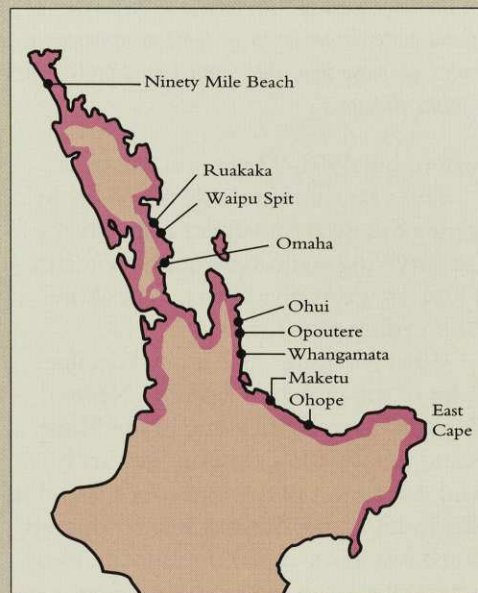 Ninety Mile Beach
Ruakaka
Waipu Spit
Omaha
Ohui
Opoutere
Whangamata
Maketu
Ohope
East
Cape